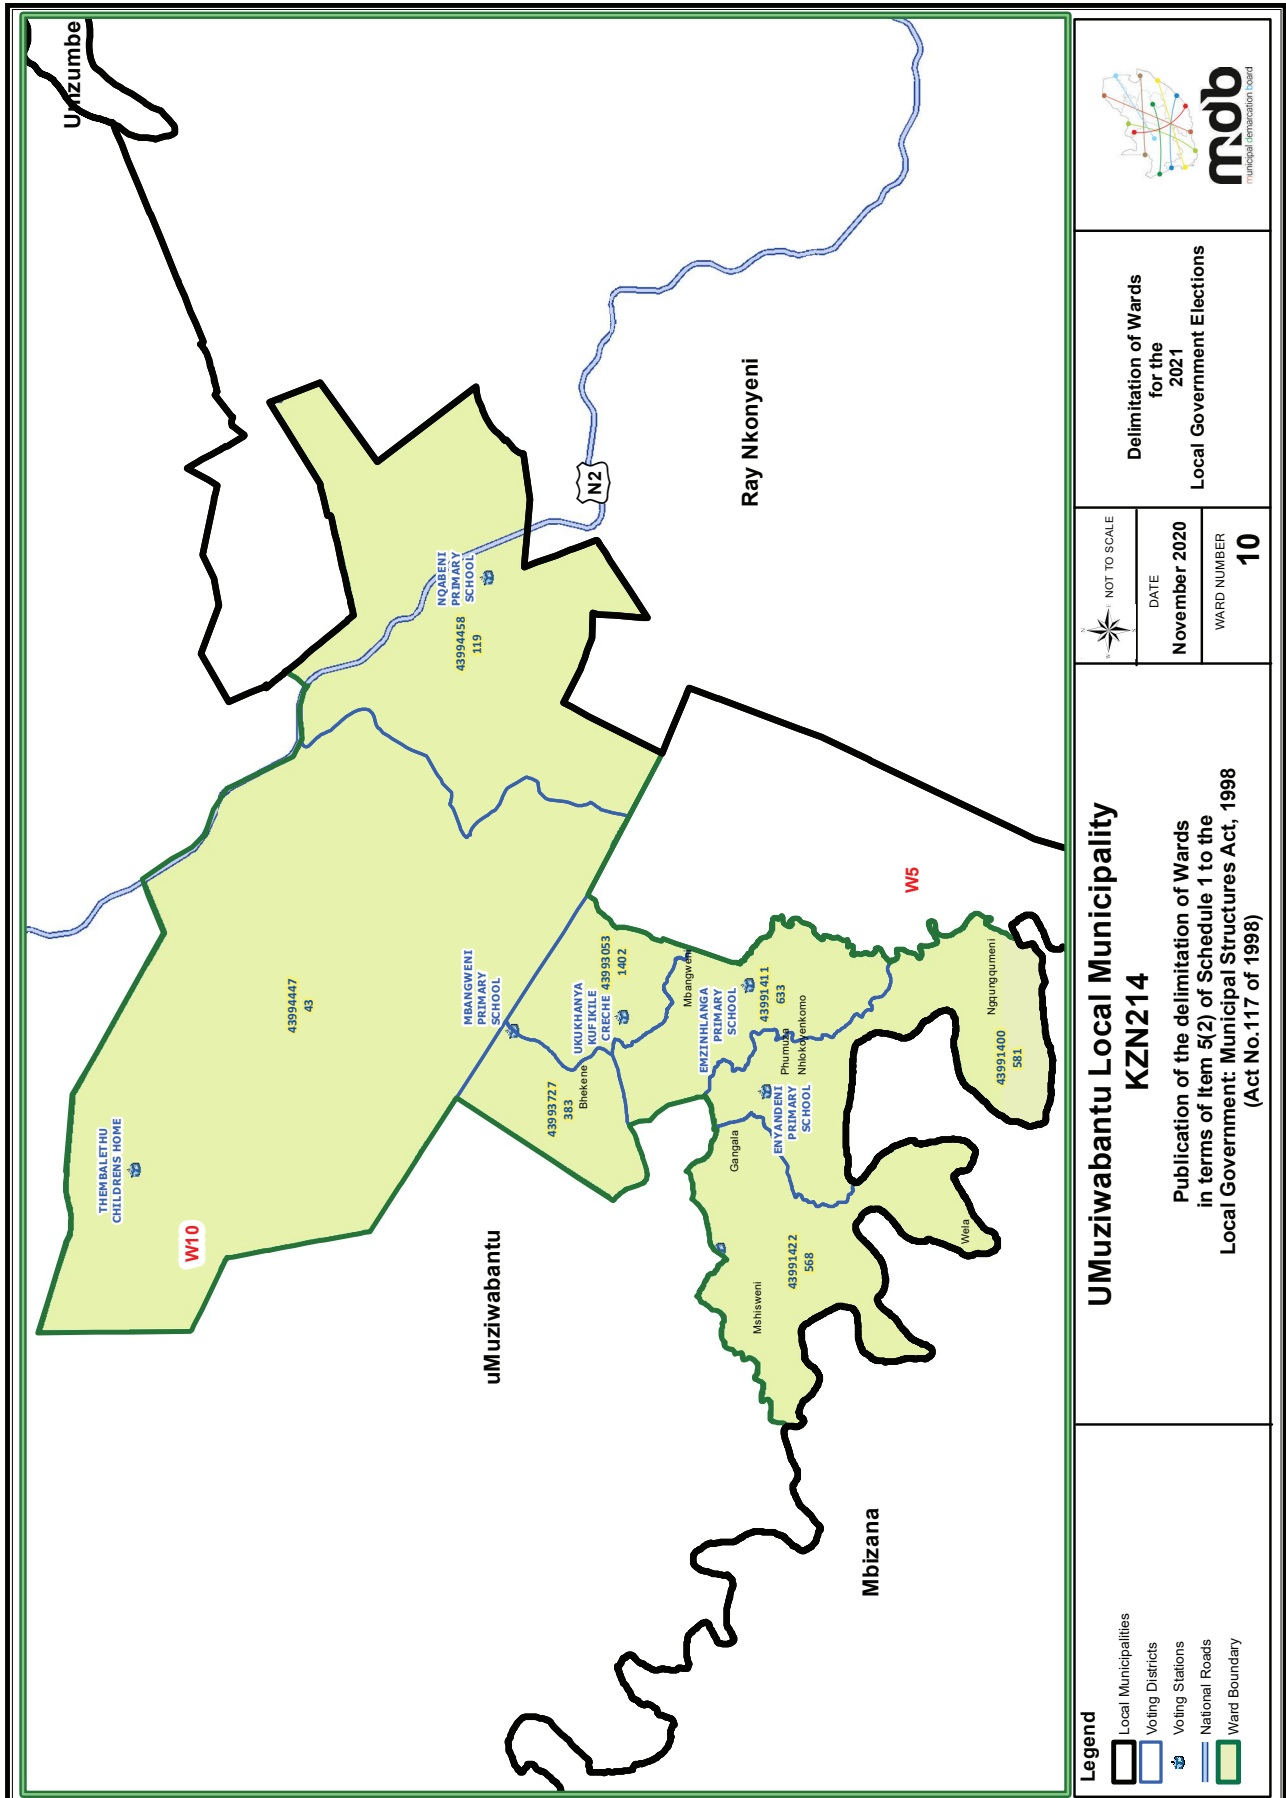 Umzumbe
N2
Ray Nkonyeni
NQABENI
PRIMARY
SCHOOL
43994458
119
THEMBALETHU
CHILDRENS HOME
W10
43994447
43
MBANGWENI
PRIMARY
SCHOOL
UKUKHANYA
KUFIKILE
CRECHE
43993053
1402
43993727
383
Bhekene
Mbangweni
EMZINHLANGA
PRIMARY
SCHOOL
43991411
633
Phumuza
Nhlokovenkomo
ENYANDENI
PRIMARY
SCHOOL
Gangala
W5
Ngqungqumeni
43991400
581
43991422
568
Mshisweni
Wela
uMuziwabantu
Mbizana
Legend
Local Municipalities
Voting Districts
Voting Stations
National Roads
Ward Boundary
UMuziwabantu Local Municipality
KZN214
Publication of the delimitation of Wards
in terms of Item 5(2) of Schedule 1 to the
Local Government: Municipal Structures Act, 1998
(Act No.117 of 1998)
N
W
E
S
NOT TO SCALE
DATE
November 2020
WARD NUMBER
10
Delimitation of Wards
for the
2021
Local Government Elections
mdb
municipal demarcation board